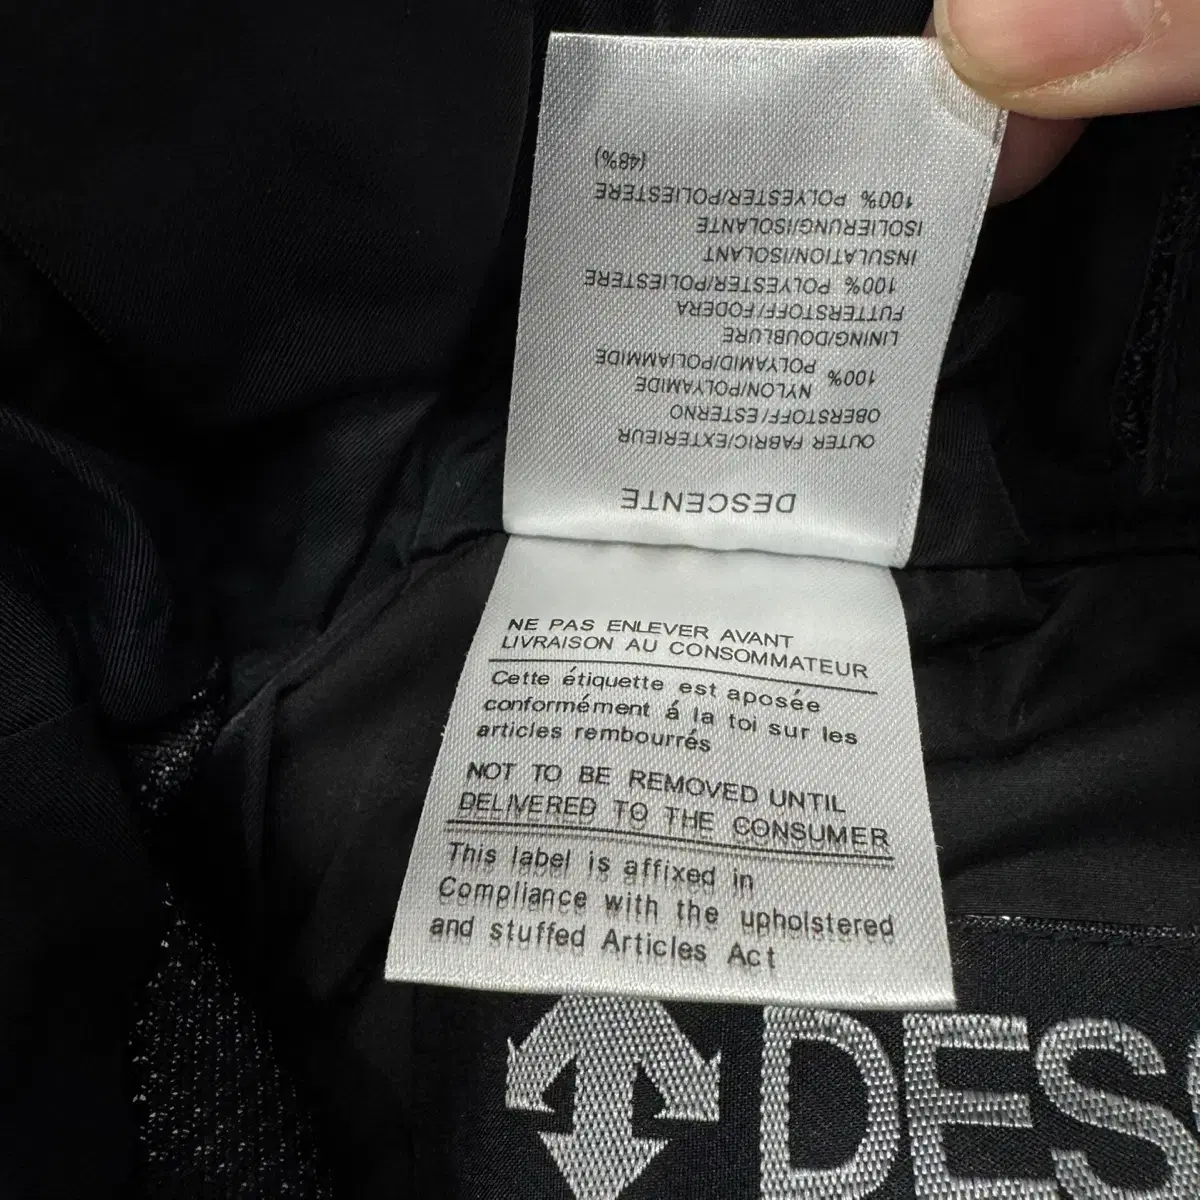 DESCENTE
OUTER FABRIC/EXTERIEUR
OBERSTOFF/ESTERNO
NYLON/POLYAMIDE
100% POLYAMID/POLIAMMIDE
LINING/DOUBLURE
FUTTERSTOFF/FODERA
100% POLYESTER/POLIESTERE
INSULATION/ISOLANT
ISOLIERUNG/ISOLANTE
100% POLYESTER/POLIESTERE
(48%)
NE PAS ENLEVER AVANT
LIVRAISON AU CONSOMMATEUR
Cette étiquette est aposée
conformément á la toi sur les
articles rembourrés
NOT TO BE REMOVED UNTIL
DELIVERED TO THE CONSUMER
This label is affixed in
Compliance with the upholstered
and stuffed Articles Act
DES